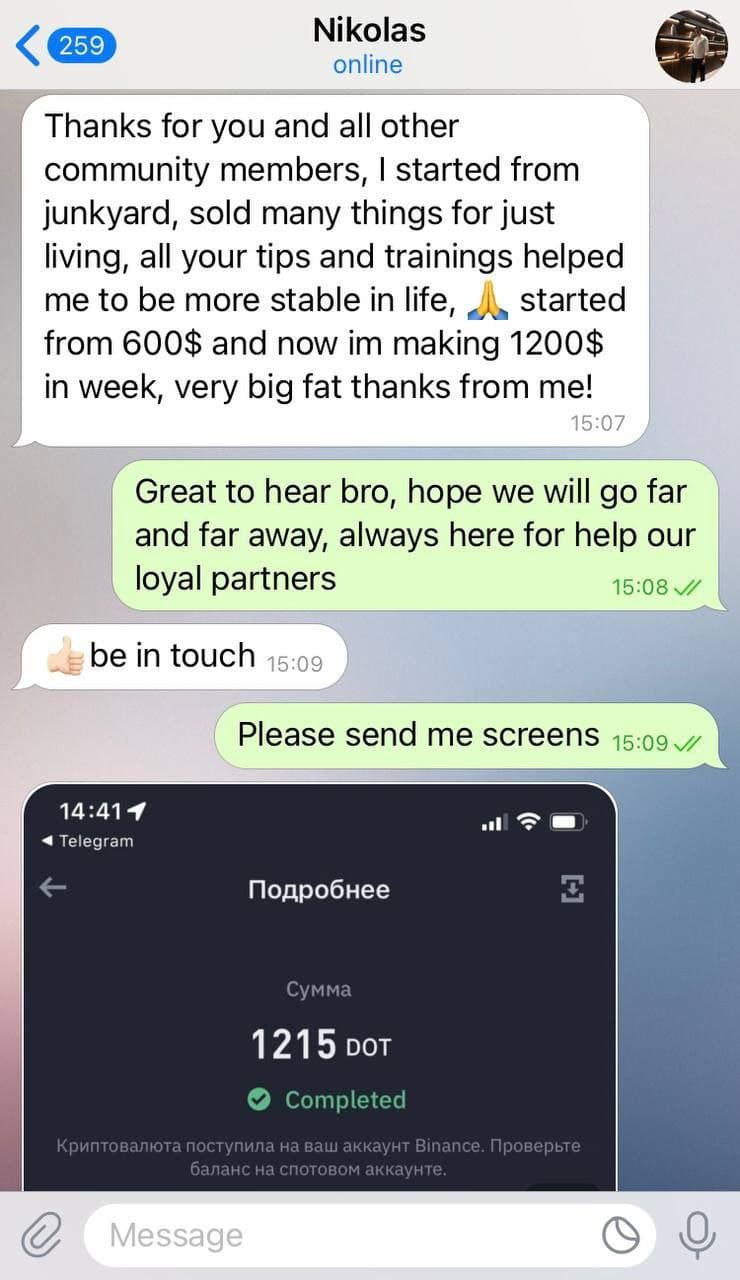 259
Nikolas
online
Thanks for you and all other
community members, I started from
junkyard, sold many things for just
living, all your tips and trainings helped
me to be more stable in life, 🙏 started
from 600$ and now im making 1200$
in week, very big fat thanks from me!
15:07
Great to hear bro, hope we will go far
and far away, always here for help our
loyal partners
15:08
👍🏻be in touch 15:09
Please send me screens 15:09
14:41
Telegram
Подробнее
Сумма
1215 DOT
Completed
Криптовалюта поступила на ваш аккаунт Binance. Проверьте
баланс на спотовом аккаунте.
Message